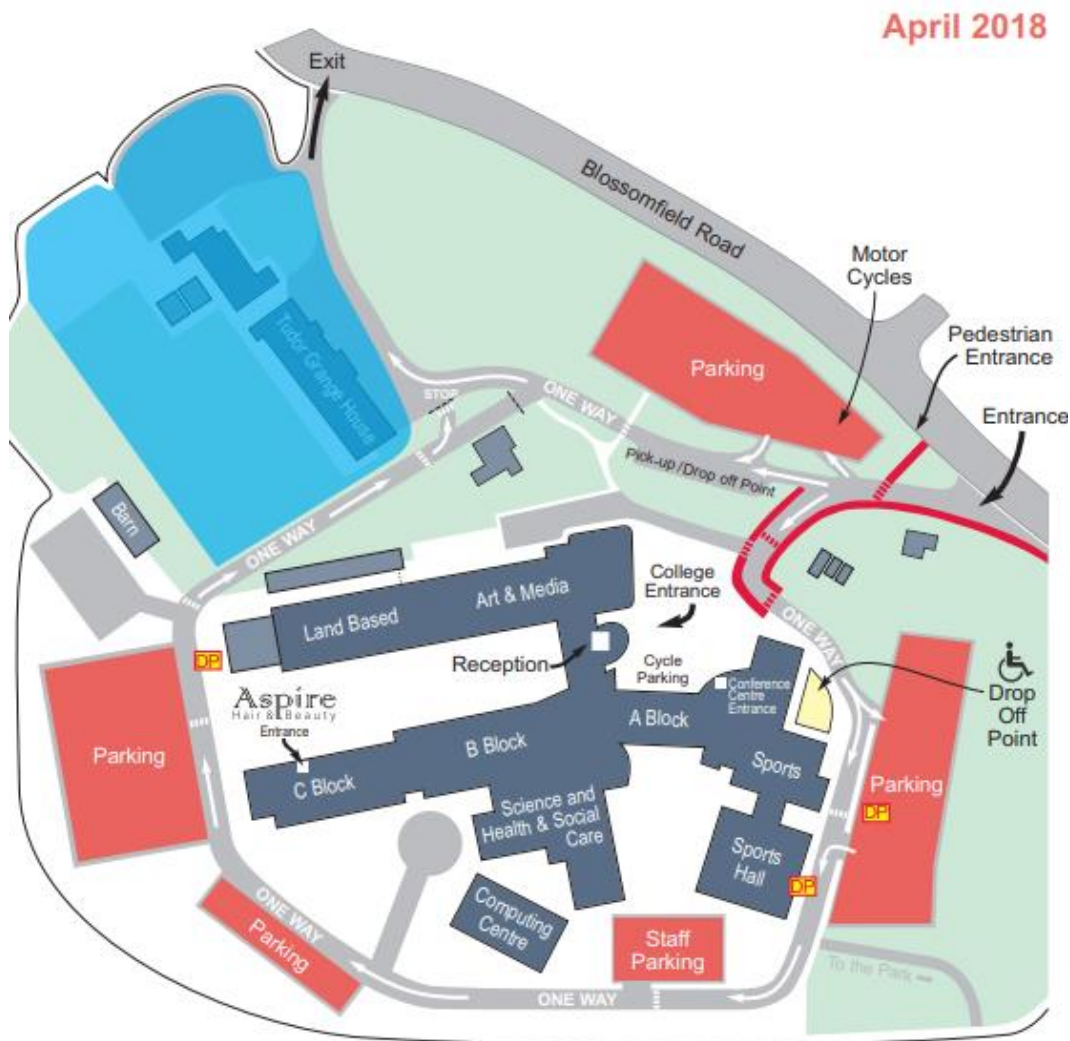 April 2018
Exit
Blossomfield Road
Motor
Cycles
Pedestrian
Entrance
Entrance
Parking
Tudor Grange House
STOP
ONE WAY
Pick-up /Drop off Point
Barn
ONE WAY
College
Entrance
Art & Media
Land Based
ONE WAY
Reception
Cycle
Parking
Conference
Centre
Entrance
Drop
Off
Point
DP
Aspire
Hair & Beauty
Entrance
A Block
B Block
Sports
Parking
C Block
Parking
DP
Science and
Health & Social
Care
Sports
Hall
DP
Computing
Centre
ONE WAY
Parking
Staff
Parking
To the Park
ONE WAY